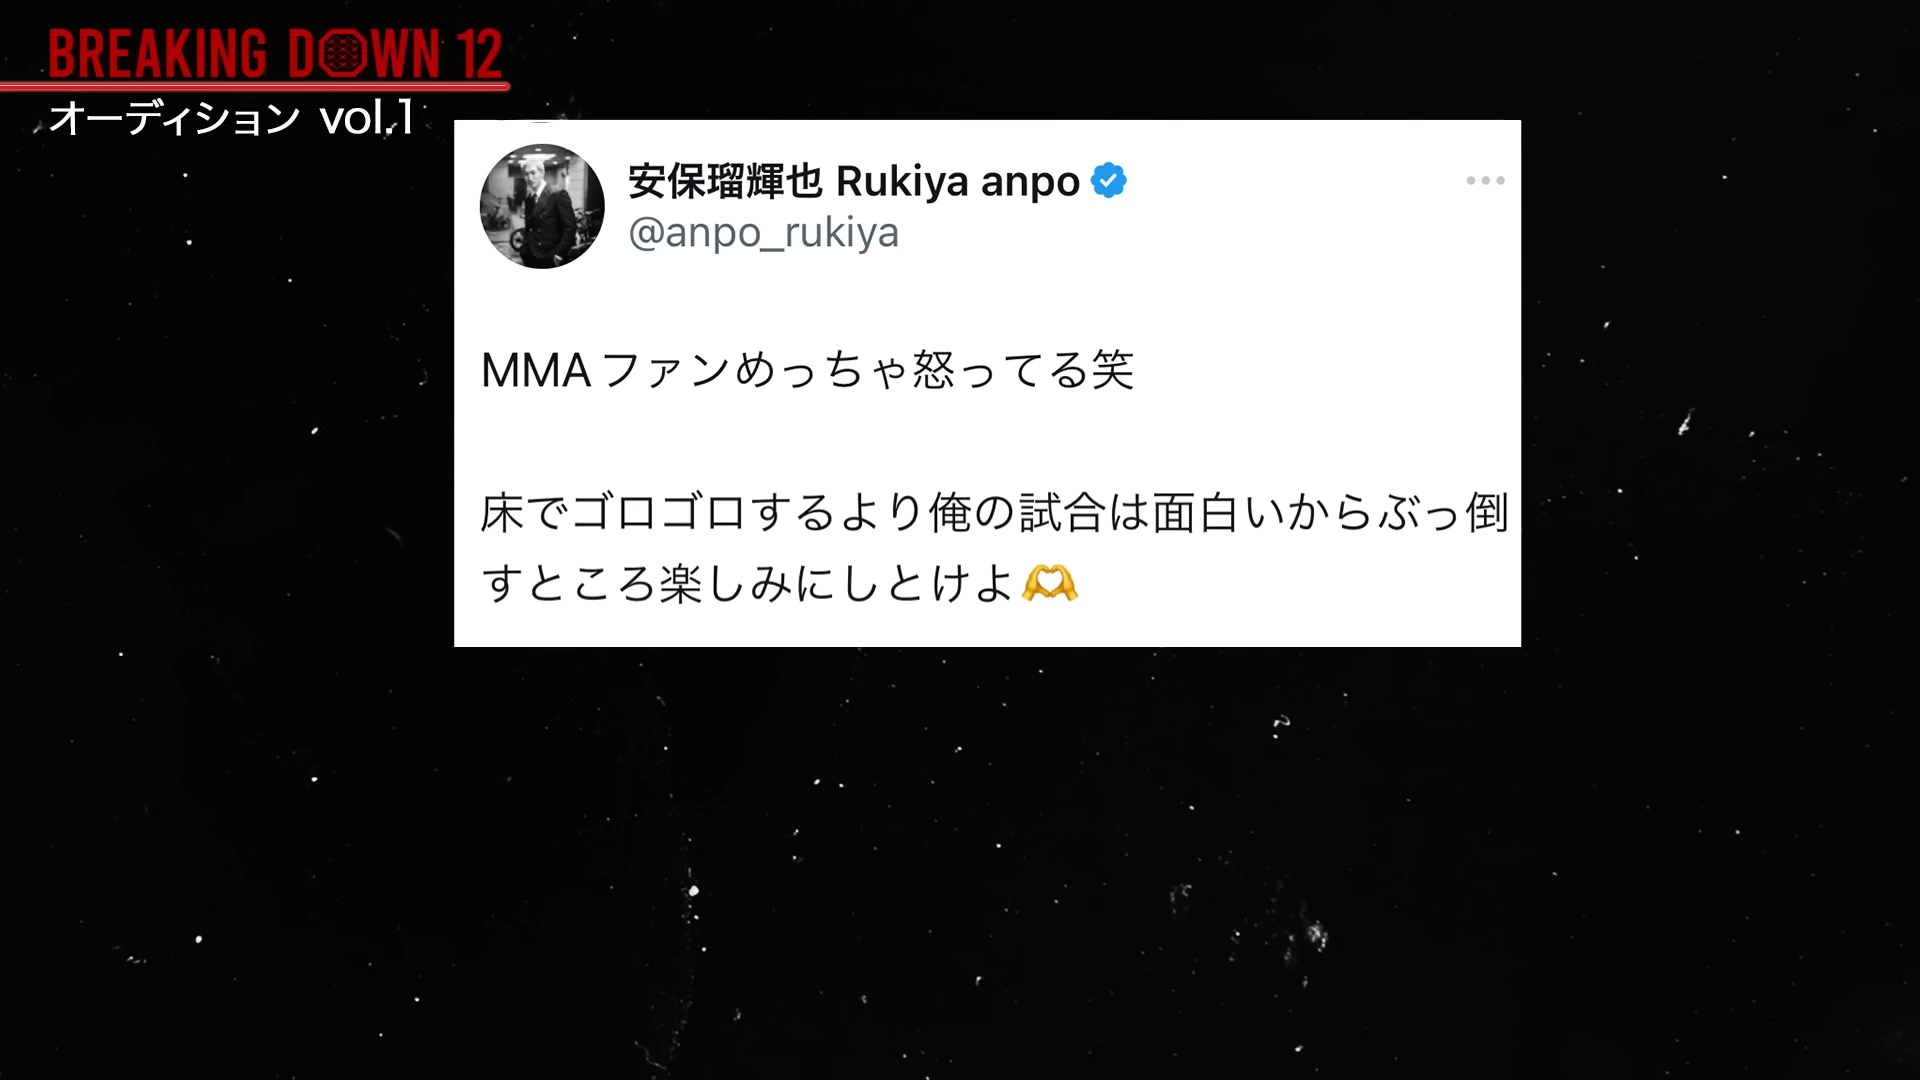 BREAKING DOWN 12
オーディション vol.1
安保瑠輝也 Rukiya anpo
@anpo_rukiya
MMAファンめっちゃ怒ってる笑
床でゴロゴロするより俺の試合は面白いからぶっ倒
すところ楽しみにしとけよ🫶